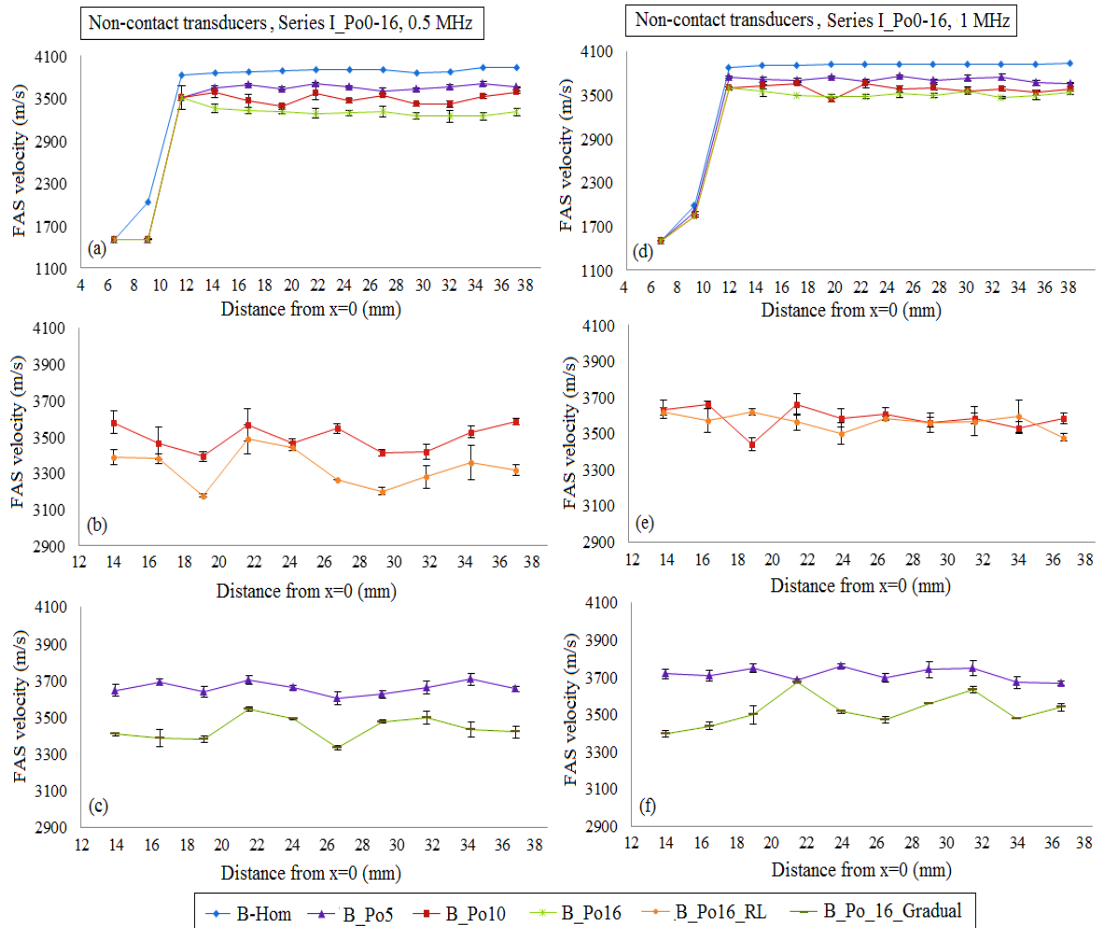 Non-contact transducers, Series I_Po0-16, 0.5 MHz
FAS velocity (m/s)
4100
3500
2900
2300
1700
1100
(a)
4 6 8 10 12 14 16 18 20 22 24 26 28 30 32 34 36 38
Distance from x=0 (mm)
Non-contact transducers, Series I_Po0-16, 1 MHz
FAS velocity (m/s)
4100
3500
2900
2300
1700
1100
(d)
4 6 8 10 12 14 16 18 20 22 24 26 28 30 32 34 36 38
Distance from x=0 (mm)
FAS velocity (m/s)
4100
3900
3700
3500
3300
3100
2900
(b)
12 14 16 18 20 22 24 26 28 30 32 34 36 38
Distance from x=0 (mm)
FAS velocity (m/s)
4100
3900
3700
3500
3300
3100
2900
(e)
12 14 16 18 20 22 24 26 28 30 32 34 36 38
Distance from x=0 (mm)
FAS velocity (m/s)
4100
3900
3700
3500
3300
3100
2900
(c)
12 14 16 18 20 22 24 26 28 30 32 34 36 38
Distance from x=0 (mm)
FAS velocity (m/s)
4100
3900
3700
3500
3300
3100
2900
(f)
12 14 16 18 20 22 24 26 28 30 32 34 36 38
Distance from x=0 (mm)
B-Hom B_Po5 B_Po10 B_Po16 B_Po16_RL B_Po_16_Gradual